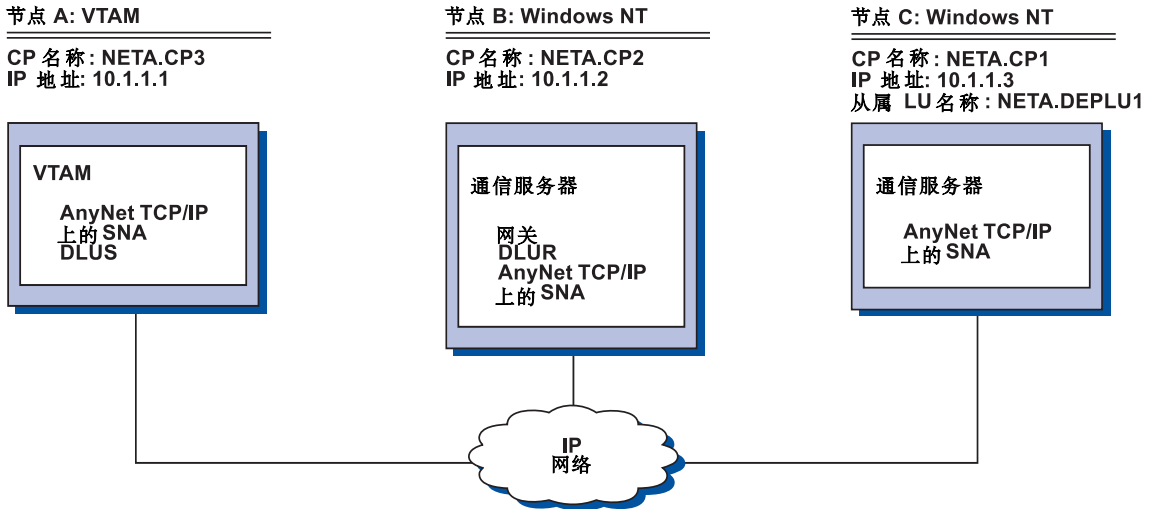 节点 A: VTAM
CP 名称: NETA.CP3
IP 地址: 10.1.1.1
VTAM
AnyNet TCP/IP
上的 SNA
DLUS
节点 B: Windows NT
CP 名称: NETA.CP2
IP 地址: 10.1.1.2
通信服务器
网关
DLUR
AnyNet TCP/IP
上的 SNA
节点 C: Windows NT
CP 名称: NETA.CP1
IP 地址: 10.1.1.3
从属 LU 名称: NETA.DEPLU1
通信服务器
AnyNet TCP/IP
上的 SNA
IP
网络